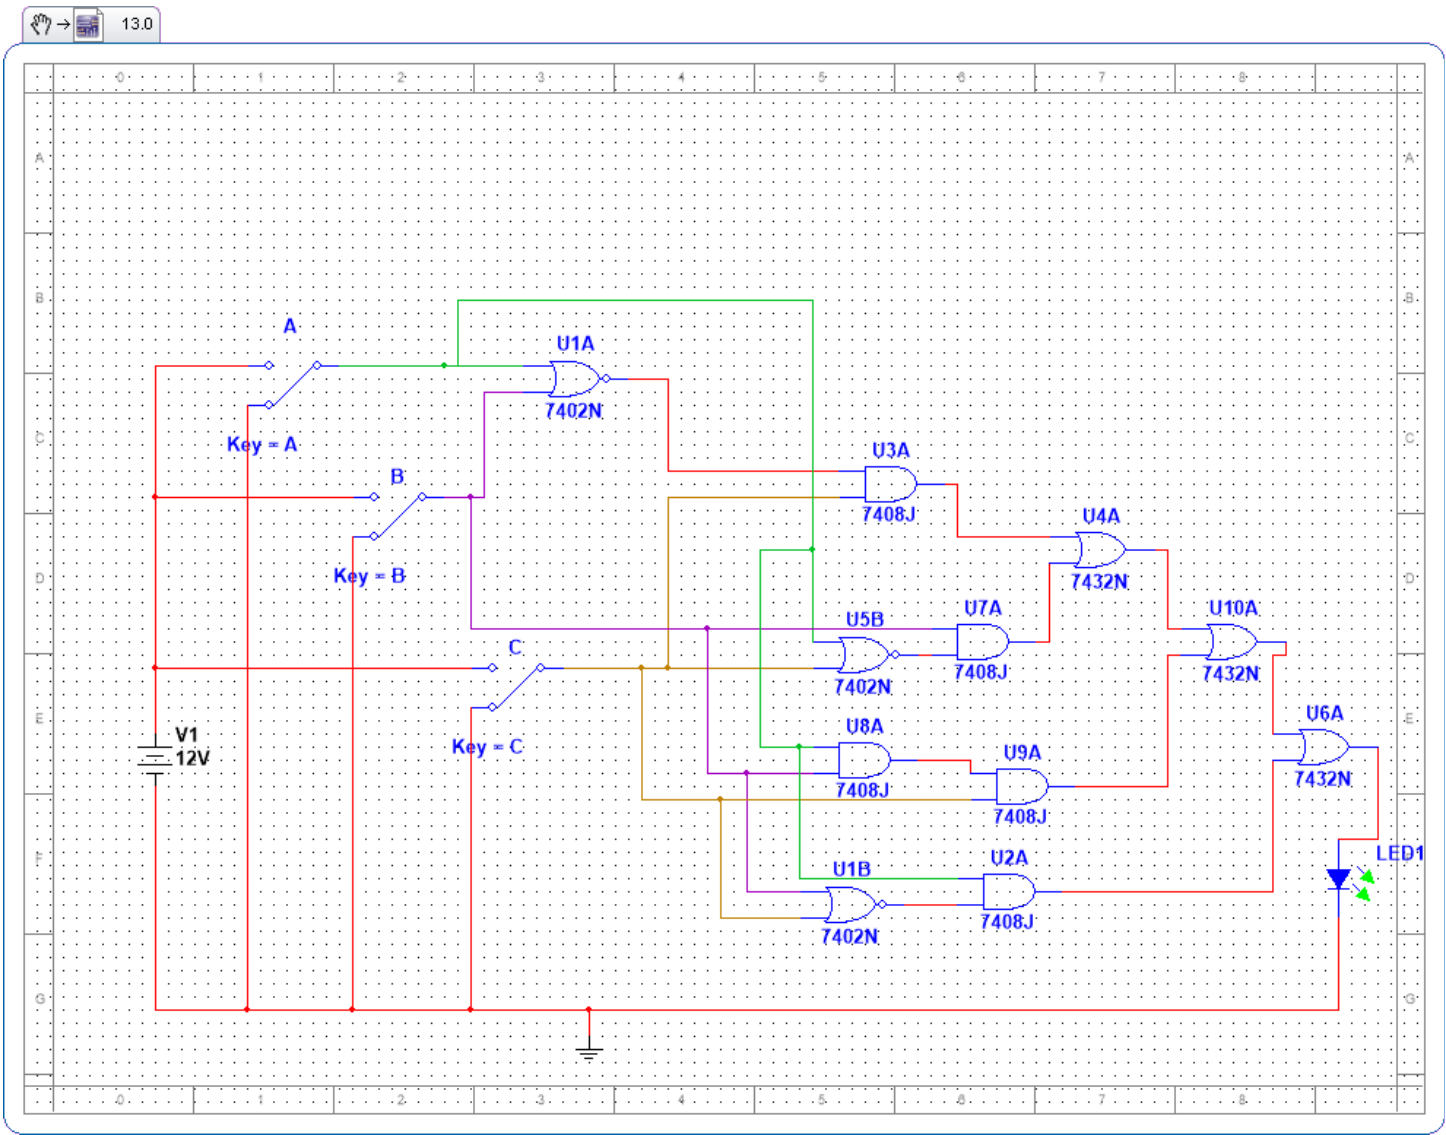 13.0
0 1 2 3 4 5 6 7 8
A A
B B
A
U1A
7402N
Key = A
C C
U3A
B
7408J
U4A
Key = B
D D
7432N
U7A
U10A
U5B
C
7408J
7432N
7402N
E E
U6A
V1
U8A
12V
Key = C
U9A
7432N
7408J
7408J
LED1
F F
U2A
U1B
7408J
7402N
G G
0 1 2 3 4 5 6 7 8